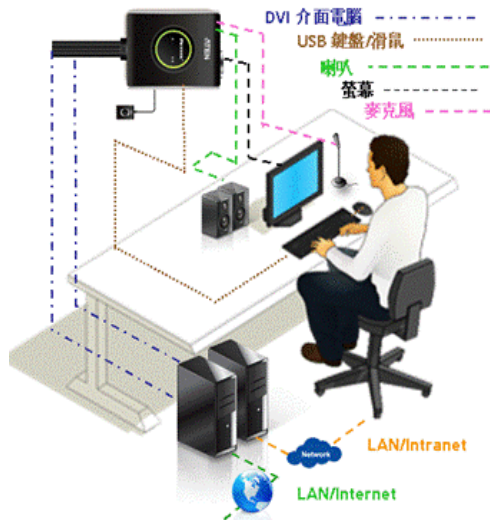 DVI 介面電腦
USB 鍵盤/滑鼠
喇叭
螢幕
麥克風
ATEN
Network
LAN/Intranet
LAN/Internet